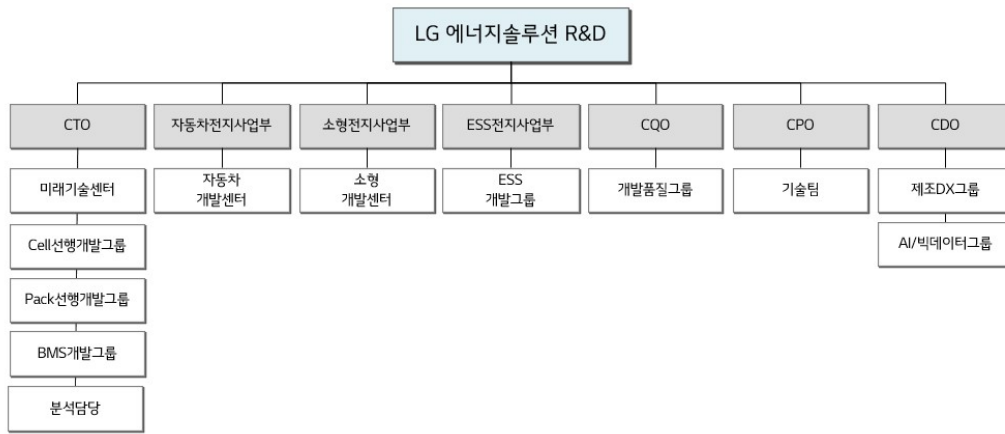 LG 에너지솔루션 R&D
CTO
자동차전지사업부
소형전지사업부
ESS전지사업부
CQO
CPO
CDO
미래기술센터
자동차
개발센터
소형
개발센터
ESS
개발그룹
개발품질그룹
기술팀
제조DX그룹
Cell선행개발그룹
AI/빅데이터그룹
Pack선행개발그룹
BMS개발그룹
분석담당